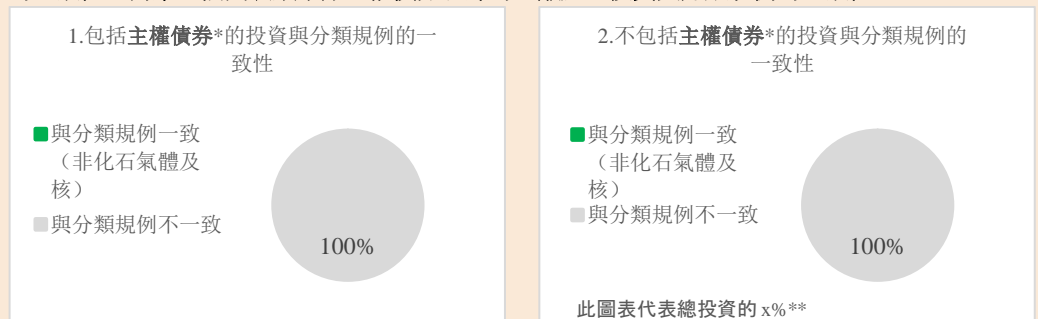 1.包括主權債券*的投資與分類規例的一
致性
與分類規例一致
（非化石氣體及
核）
與分類規例不一致
100%
2.不包括主權債券*的投資與分類規例的
一致性
與分類規例一致
（非化石氣體及
核）
與分類規例不一致
100%
此圖表代表總投資的 x%**